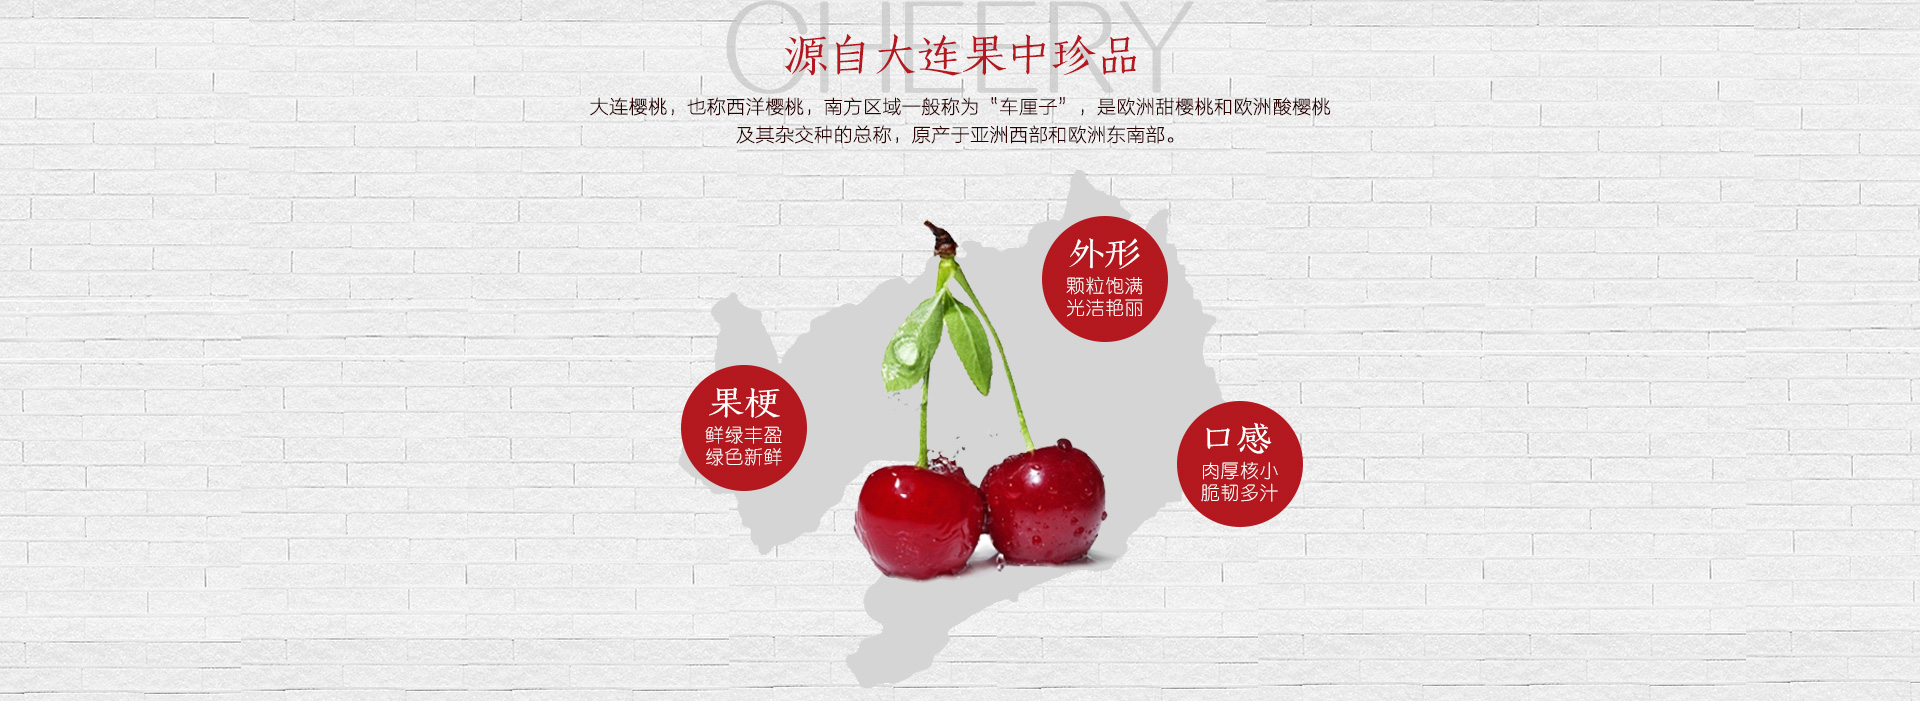 CHEERY
源自大连果中珍品
大连樱桃，也称西洋樱桃，南方区域一般称为〝车厘子”，是欧洲甜樱桃和欧洲酸樱桃
及其杂交种的总称，原产于亚洲西部和欧洲东南部。
外形
颗粒饱满
光洁艳丽
果梗
鲜绿丰盈
绿色新鲜
口感
肉厚核小
脆韧多汁